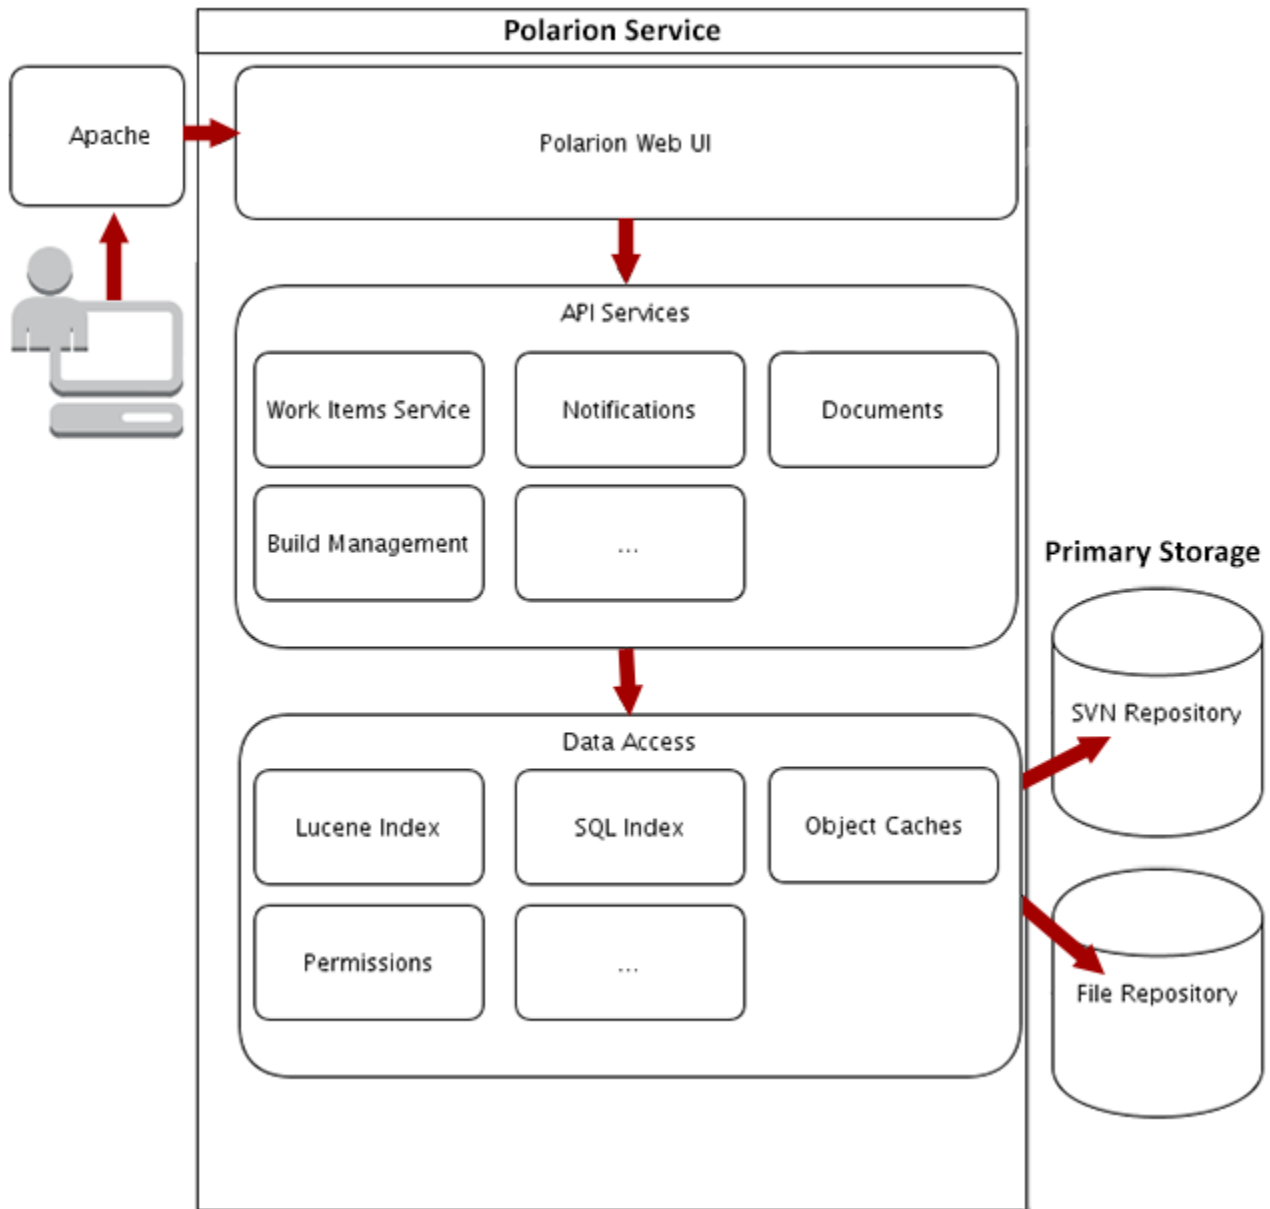 Polarion Service
Apache
Polarion Web UI
API Services
Work Items Service
Notifications
Documents
Build Management
...
Primary Storage
SVN Repository
Data Access
Lucene Index
SQL Index
Object Caches
Permissions
...
File Repository